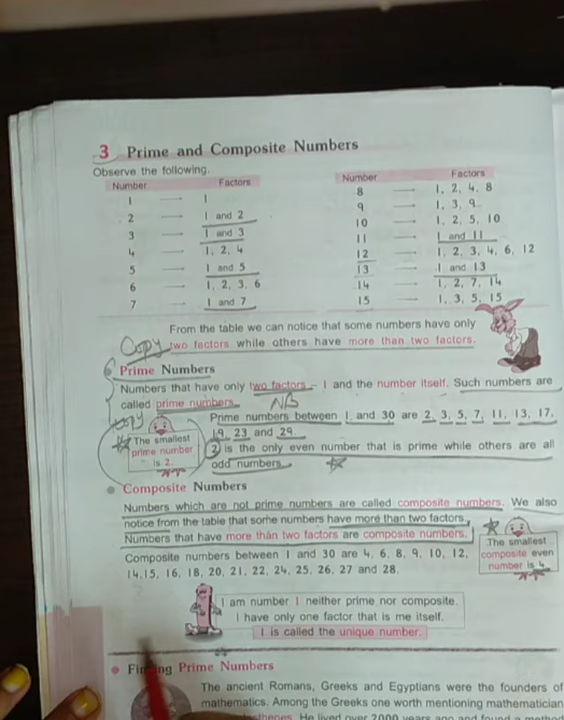 3 Prime and Composite Numbers
Observe the following.
Number Factors
1 → 1
2 → 1 and 2
3 → 1 and 3
4 → 1, 2, 4
5 → 1 and 5
6 → 1, 2, 3, 6
7 → 1 and 7
Number Factors
8 → 1, 2, 4, 8
9 → 1, 3, 9
10 → 1, 2, 5, 10
11 → 1 and 11
12 → 1, 2, 3, 4, 6, 12
13 → 1 and 13
14 → 1, 2, 7, 14
15 → 1, 3, 5, 15
From the table we can notice that some numbers have only
Copy
two factors while others have more than two factors.
Prime Numbers
Numbers that have only two factors – 1 and the number itself. Such numbers are
called prime numbers.
NB
Copy
Prime numbers between 1 and 30 are 2, 3, 5, 7, 11, 13, 17,
19, 23 and 29.
2 is the only even number that is prime while others are all
odd numbers.
The smallest
prime number
is 2.
Composite Numbers
Numbers which are not prime numbers are called composite numbers. We also
notice from the table that some numbers have more than two factors.
Numbers that have more than two factors are composite numbers.
The smallest
composite even
number is 4.
Composite numbers between 1 and 30 are 4, 6, 8, 9, 10, 12,
14,15, 16, 18, 20, 21, 22, 24, 25, 26, 27 and 28.
I am number 1 neither prime nor composite.
I have only one factor that is me itself.
1 is called the unique number.
Finding Prime Numbers
The ancient Romans, Greeks and Egyptians were the founders of
mathematics. Among the Greeks one worth mentioning mathematician
He lived over 2000 years ago and found a method